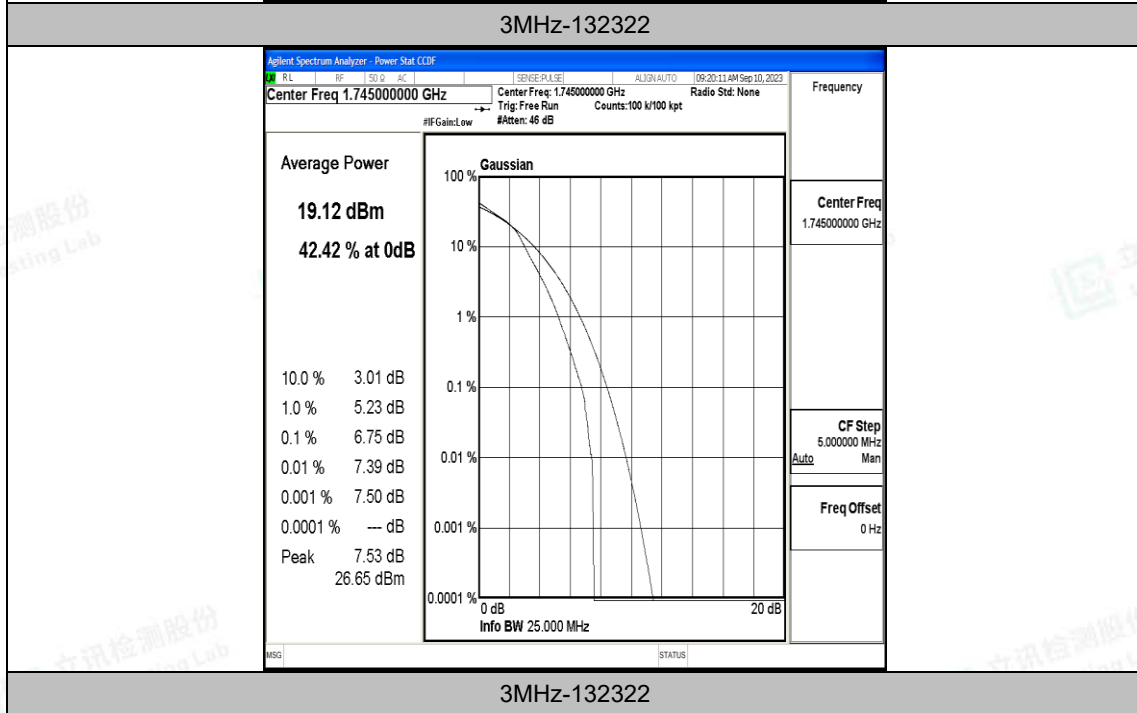 3MHz-132322
Agilent Spectrum Analyzer - Power Stat CCDF
RL RF 50 Ω AC SENSE:PULSE ALIGN AUTO 09:20:11 AM Sep 10, 2023
Center Freq 1.745000000 GHz
Center Freq: 1.745000000 GHz Radio Std: None
Trig: Free Run Counts:100 k/100 kpt
#IFGain:Low #Atten: 46 dB
Frequency
Average Power
19.12 dBm
42.42 % at 0dB
10.0 % 3.01 dB
1.0 % 5.23 dB
0.1 % 6.75 dB
0.01 % 7.39 dB
0.001 % 7.50 dB
0.0001 % --- dB
Peak 7.53 dB
26.65 dBm
Gaussian
100 %
10 %
1 %
0.1 %
0.01 %
0.001 %
0.0001 %
0 dB 20 dB
Info BW 25.000 MHz
Center Freq
1.745000000 GHz
CF Step
5.000000 MHz
Auto Man
Freq Offset
0 Hz
MSG STATUS
3MHz-132322
立讯检测股份